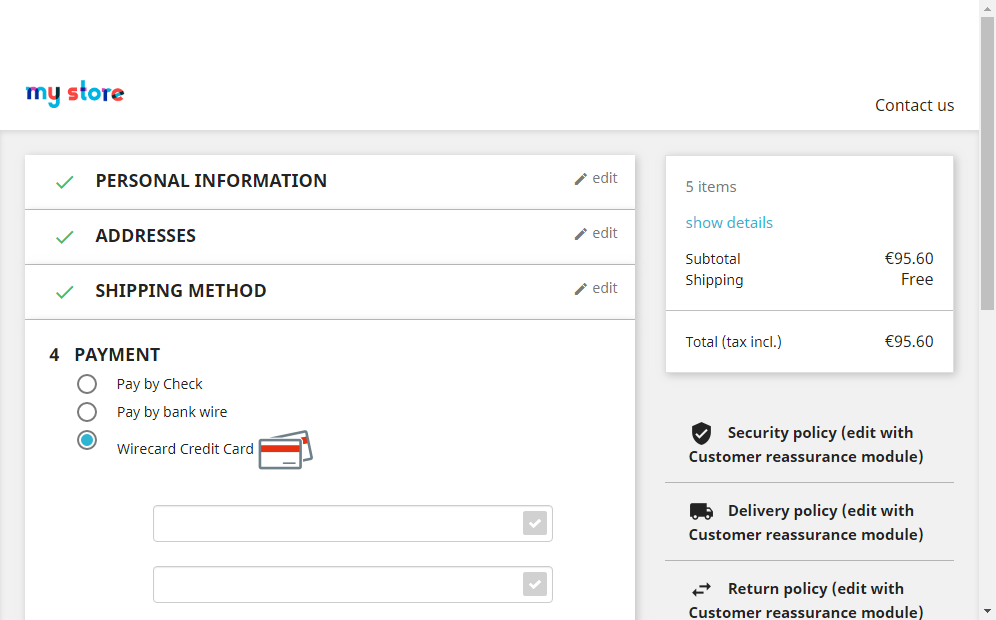 my store
Contact us
PERSONAL INFORMATION
edit
ADDRESSES
edit
SHIPPING METHOD
edit
4 PAYMENT
Pay by Check
Pay by bank wire
Wirecard Credit Card
5 items
show details
Subtotal €95.60
Shipping Free
Total (tax incl.) €95.60
Security policy (edit with
Customer reassurance module)
Delivery policy (edit with
Customer reassurance module)
Return policy (edit with
Customer reassurance module)